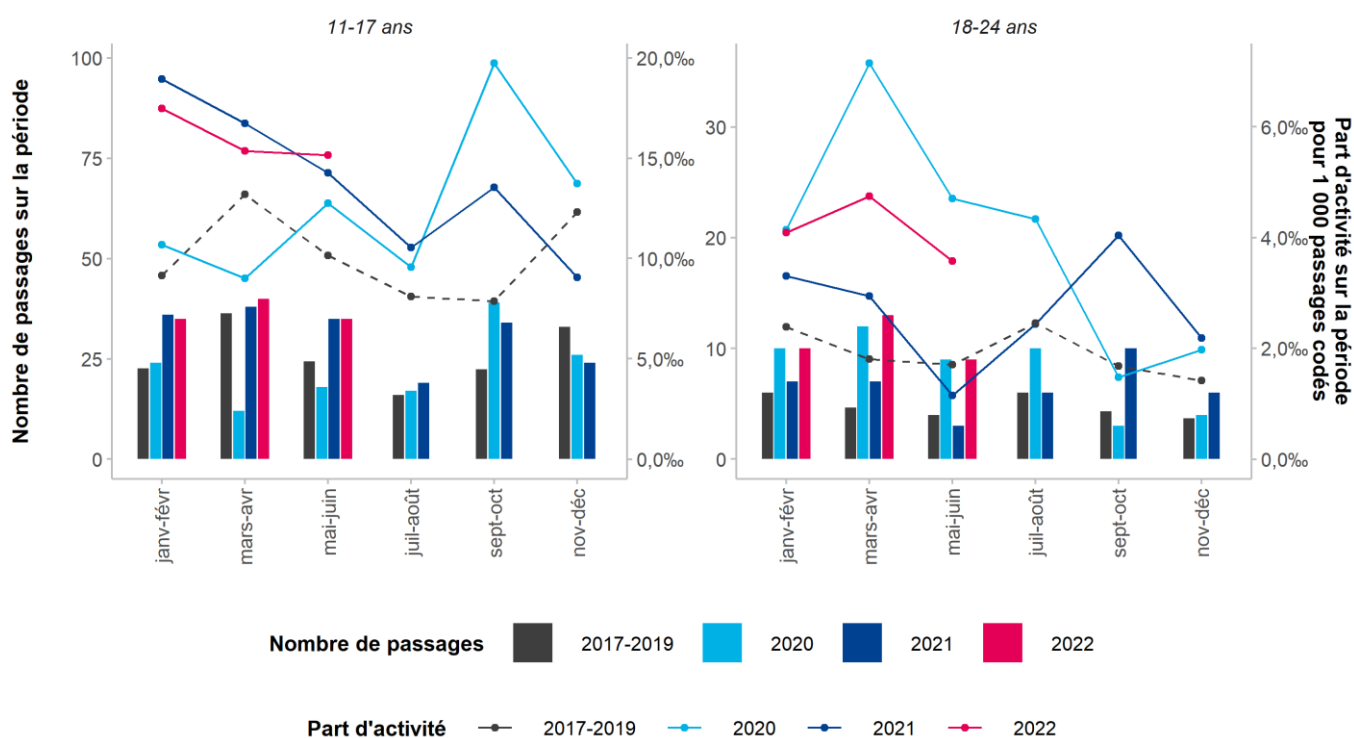 11-17 ans
18-24 ans
Nombre de passages sur la période
100
75
50
25
0
20,0‰
15,0‰
10,0‰
5,0‰
0,0‰
30
20
10
0
6,0‰
4,0‰
2,0‰
0,0‰
Part d'activité sur la période
pour 1 000 passages codés
janv-févr
mars-avr
mai-juin
juil-août
sept-oct
nov-déc
janv-févr
mars-avr
mai-juin
juil-août
sept-oct
nov-déc
Nombre de passages 2017-2019 2020 2021 2022
Part d'activité 2017-2019 2020 2021 2022